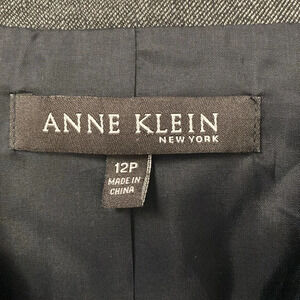 ANNE KLEIN
NEW YORK
12P
MADE IN
CHINA